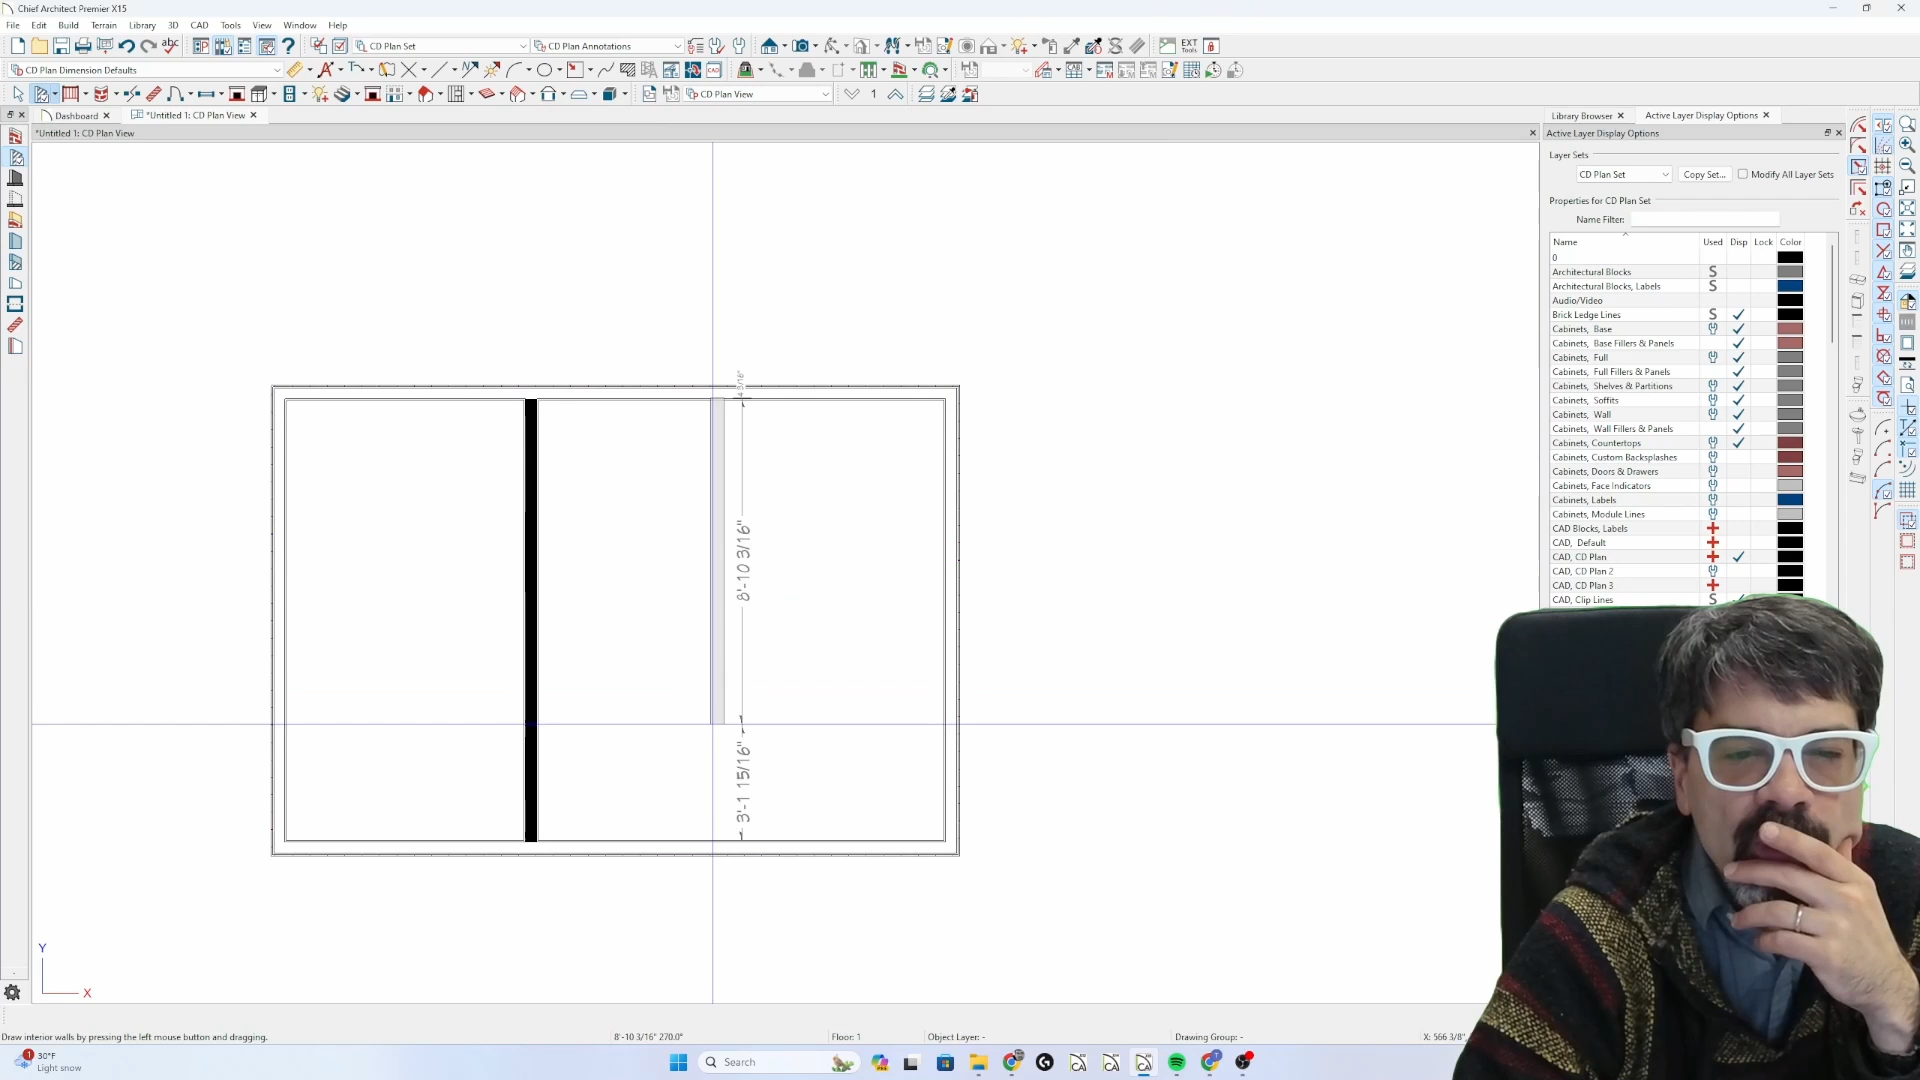 Chief Architect Premier X15
File Edit Build Terrain Library 3D CAD Tools View Window Help
CD Plan Set
CD Plan Annotations
EXT
Tools
CD Plan Dimension Defaults
CD Plan View
1
Dashboard
*Untitled 1: CD Plan View
*Untitled 1: CD Plan View
8'-10 3/16"
3'-1 15/16"
Y
X
Library Browser
Active Layer Display Options
Active Layer Display Options
Layer Sets
CD Plan Set
Copy Set...
Modify All Layer Sets
Properties for CD Plan Set
Name Filter:
Name Used Disp Lock Color
0
Architectural Blocks S
Architectural Blocks, Labels S
Audio/Video
Brick Ledge Lines S
Cabinets, Base
Cabinets, Base Fillers & Panels
Cabinets, Full
Cabinets, Full Fillers & Panels
Cabinets, Shelves & Partitions
Cabinets, Soffits
Cabinets, Wall
Cabinets, Wall Fillers & Panels
Cabinets, Countertops
Cabinets, Custom Backsplashes
Cabinets, Doors & Drawers
Cabinets, Face Indicators
Cabinets, Labels
Cabinets, Module Lines
CAD Blocks, Labels
CAD, Default
CAD, CD Plan
CAD, CD Plan 2
CAD, CD Plan 3
CAD, Clip Lines S
Draw interior walls by pressing the left mouse button and dragging.
8'-10 3/16" 270.0°
Floor: 1
Object Layer: -
Drawing Group: -
X: 566 3/8",
1
30°F
Light snow
Search